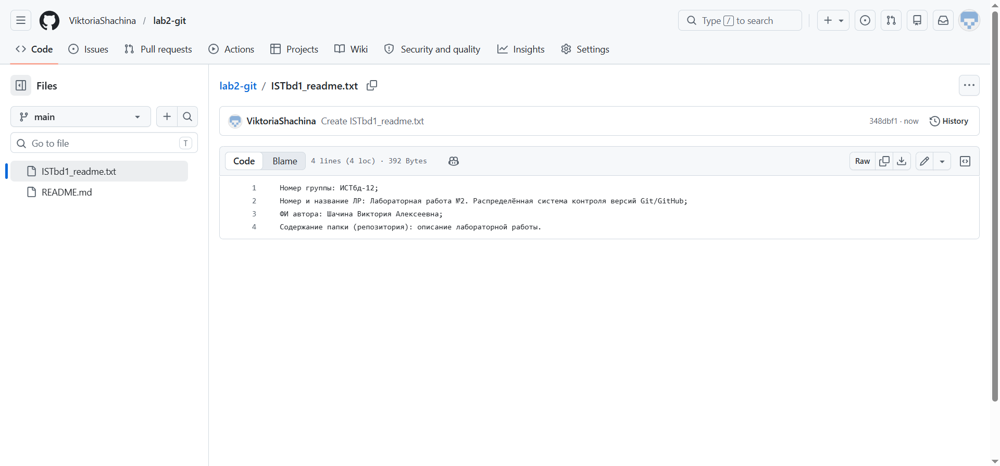 ViktoriaShachina / lab2-git
Type / to search
Code
Issues
Pull requests
Actions
Projects
Wiki
Security and quality
Insights
Settings
Files
main
Go to file
T
ISTbd1_readme.txt
README.md
lab2-git / ISTbd1_readme.txt
ViktoriaShachina Create ISTbd1_readme.txt
348dbf1 · now
History
Code
Blame
4 lines (4 loc) · 392 Bytes
Raw
1 Номер группы: ИСТбд-12;
2 Номер и название ЛР: Лабораторная работа №2. Распределённая система контроля версий Git/GitHub;
3 ФИ автора: Шачина Виктория Алексеевна;
4 Содержание папки (репозитория): описание лабораторной работы.